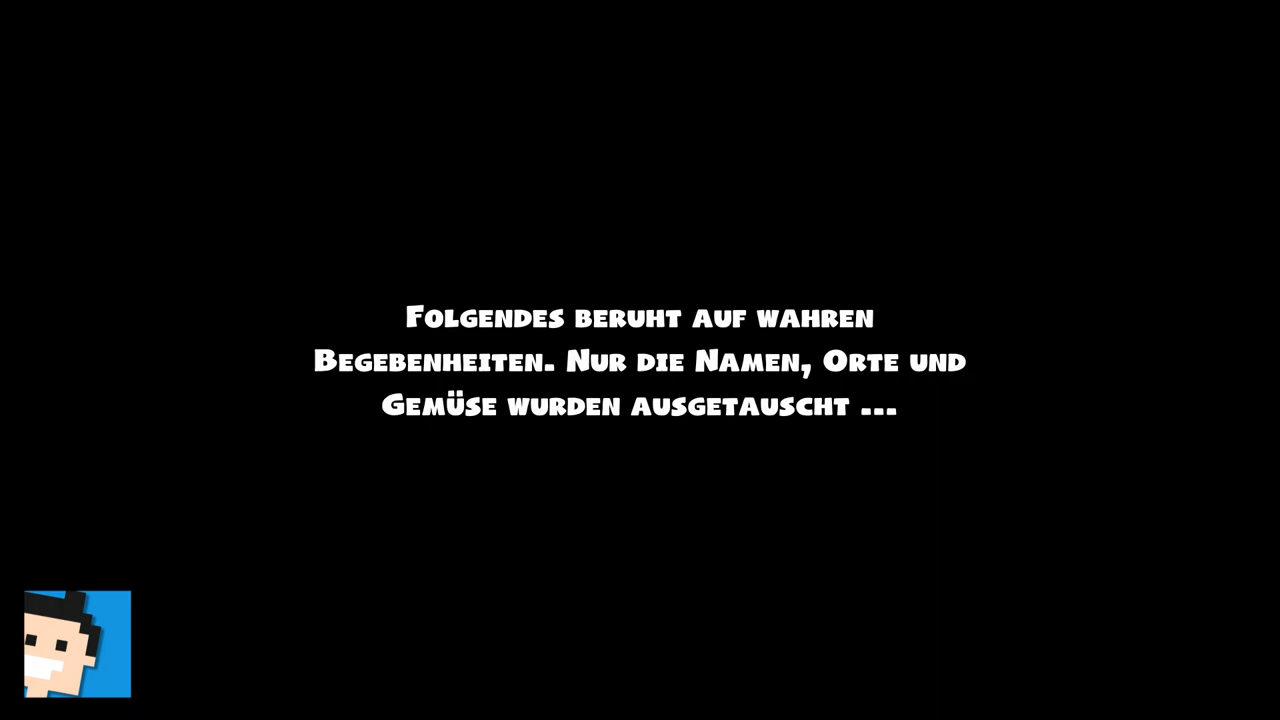 Folgendes beruht auf wahren
Begebenheiten. Nur die Namen, Orte und
Gemüse wurden ausgetauscht ...